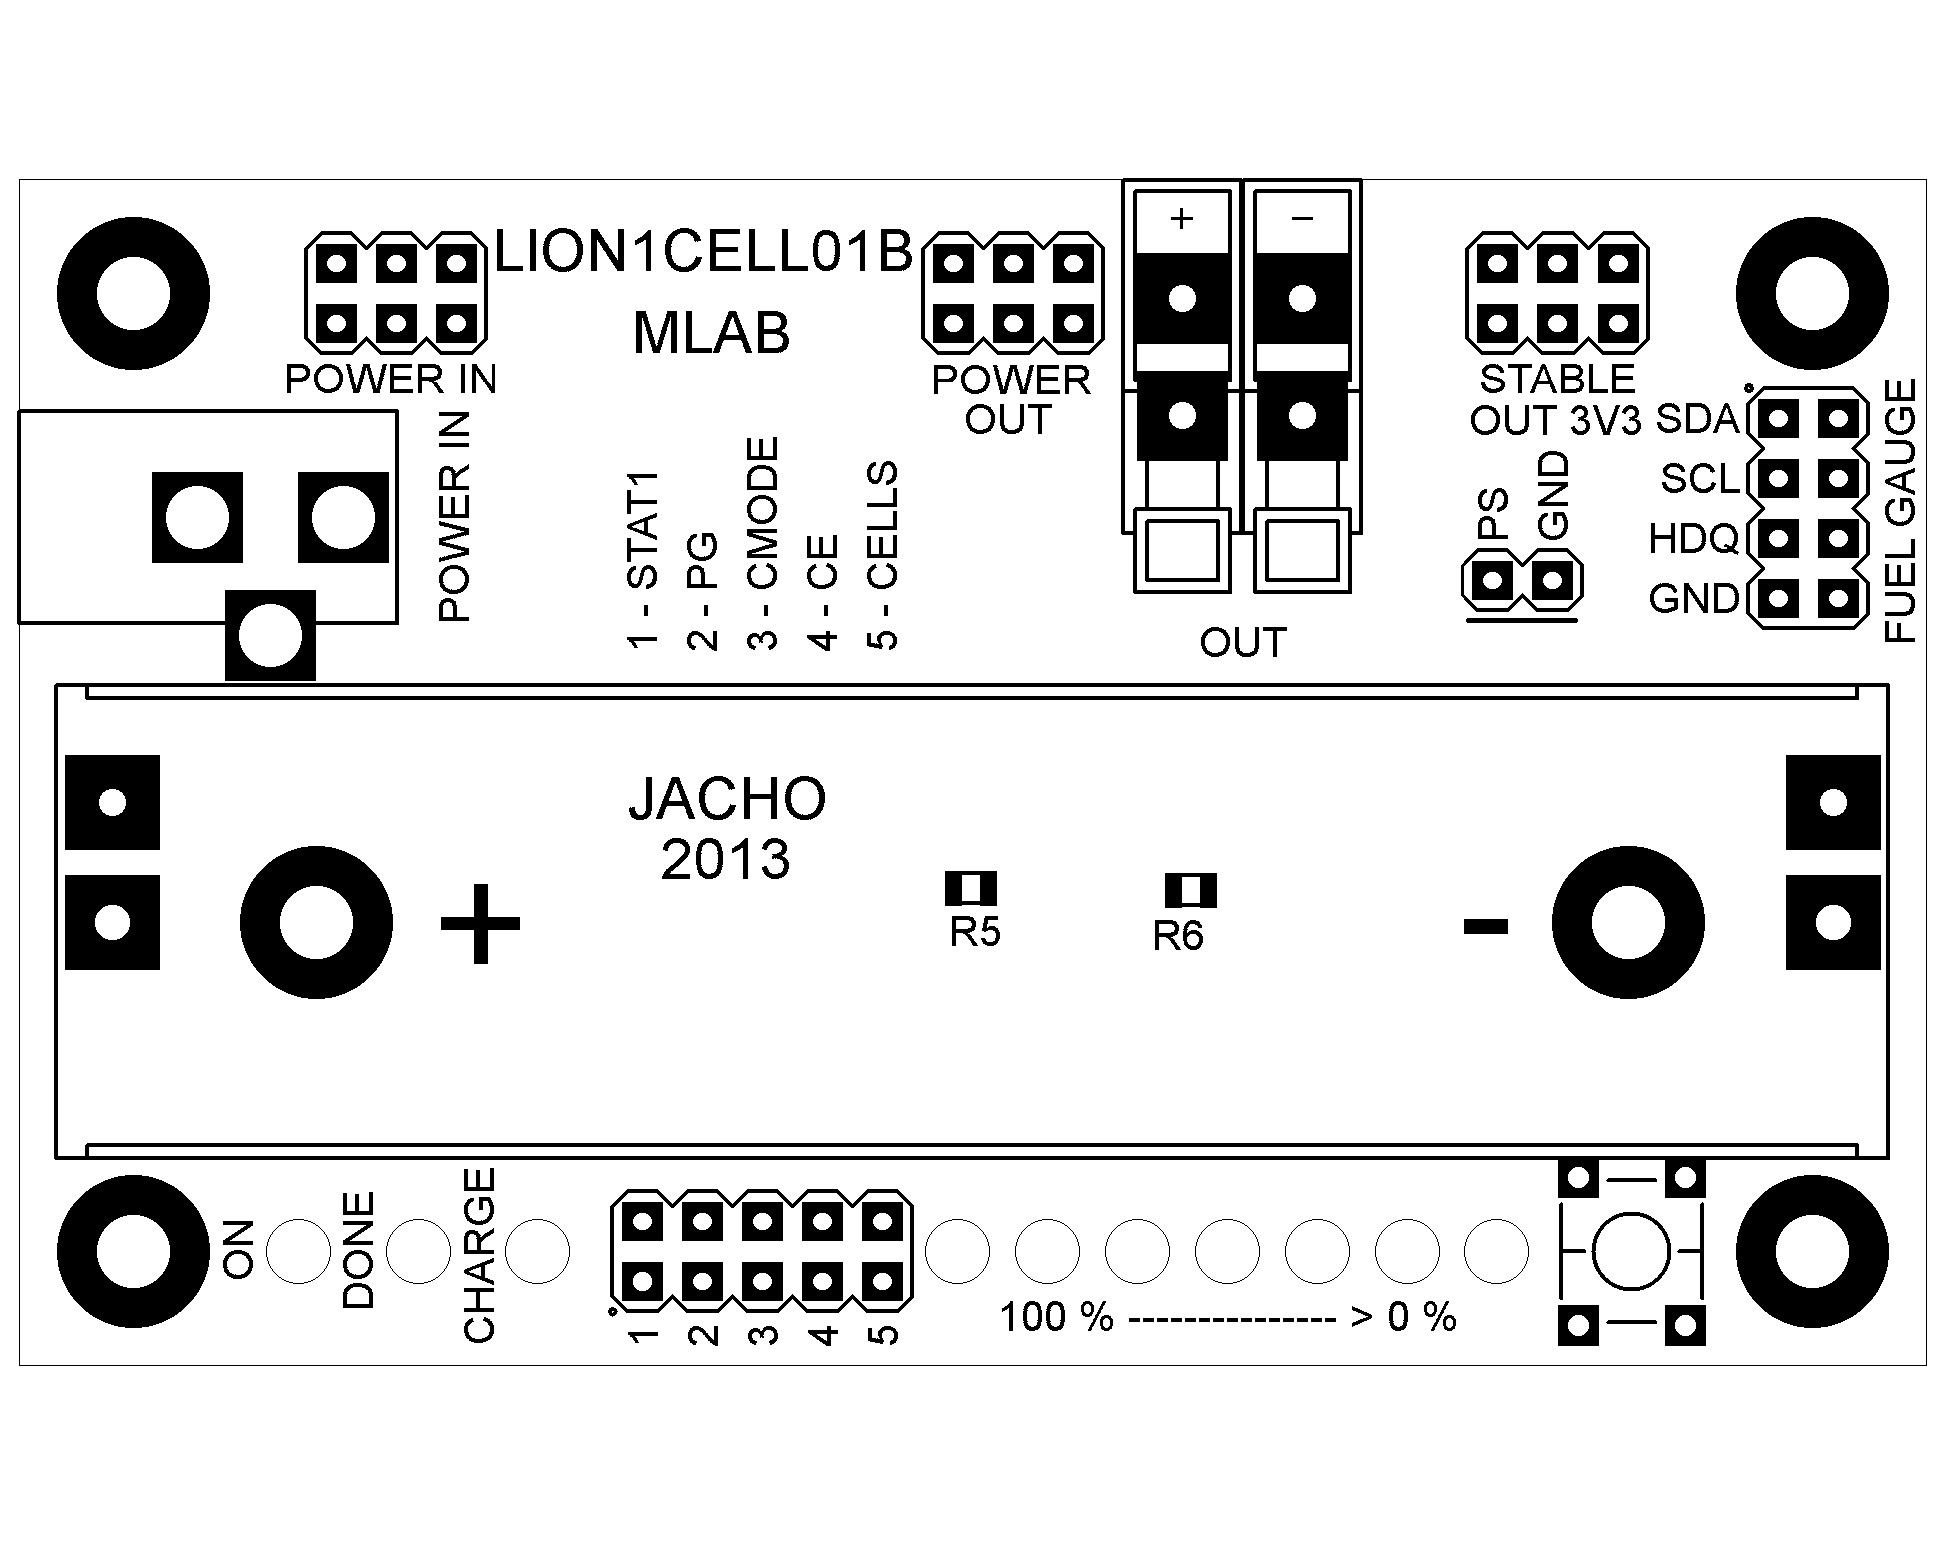 + -
LION1CELL01B
MLAB
POWER IN
POWER
OUT
STABLE
OUT 3V3
POWER IN
1 - STAT1
2 - PG
3 - CMODE
4 - CE
5 - CELLS
OUT
PS
GND
SDA
SCL
HDQ
GND
FUEL GAUGE
JACHO
2013
+
R5
R6
-
ON
DONE
CHARGE
1
2
3
4
5
100 % -------------- > 0 %